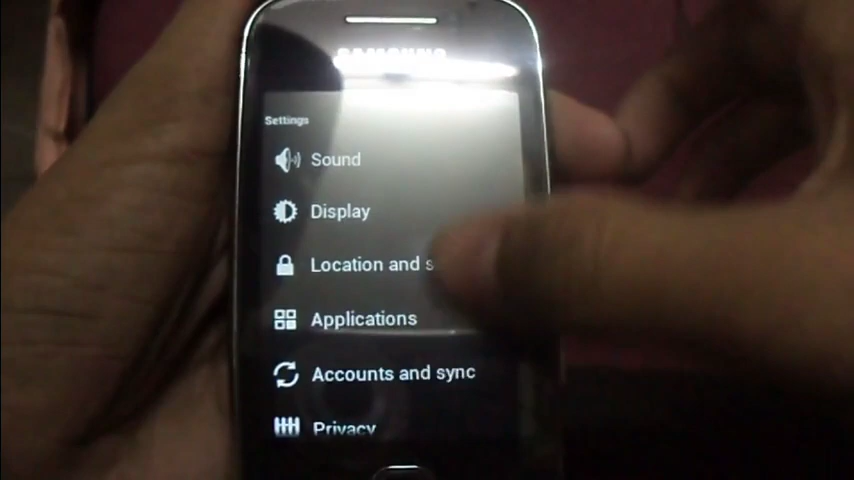 SAMSUNG
Settings
Sound
Display
Location and s
Applications
Accounts and sync
Privacy